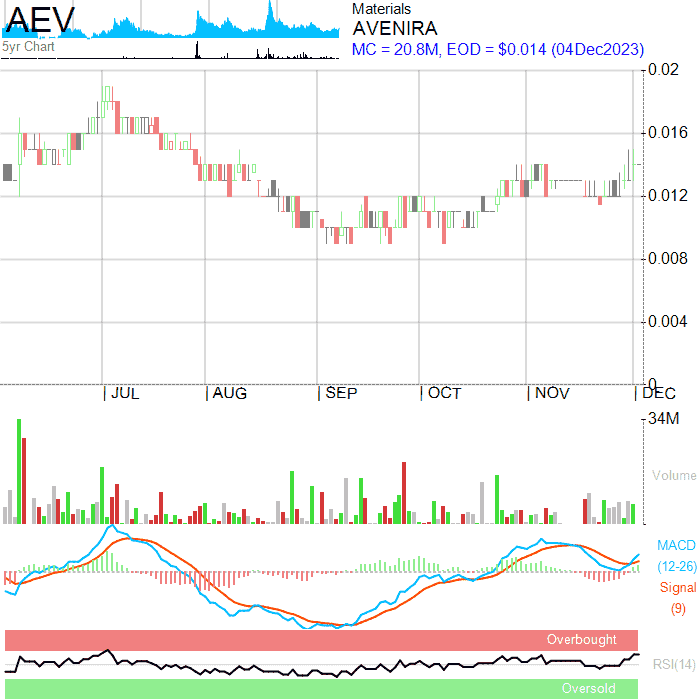 AEV
5yr Chart
Materials
AVENIRA
MC = 20.8M, EOD = $0.014 (04Dec2023)
0.02
0.016
0.012
0.008
0.004
0
JUL AUG SEP OCT NOV DEC
34M
Volume
MACD
(12-26)
Signal
(9)
Overbought
RSI(14)
Oversold